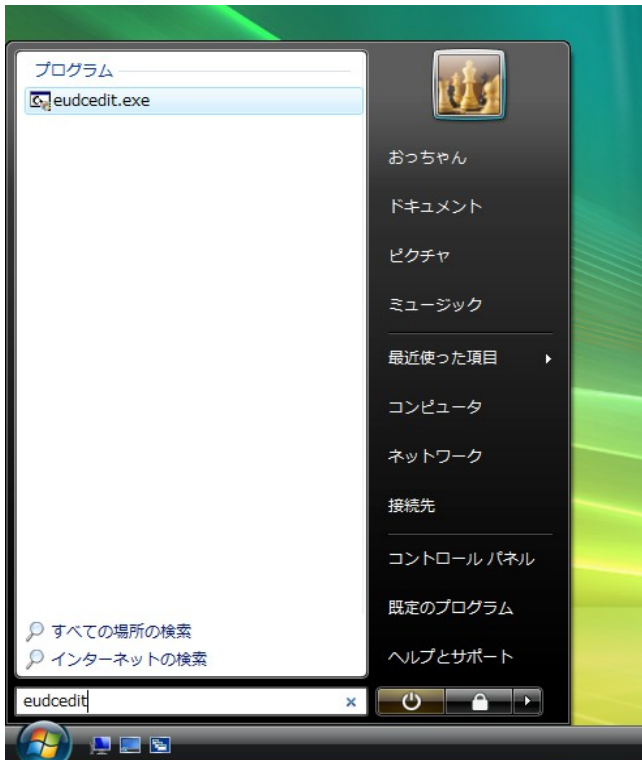 プログラム
eudcedit.exe
すべての場所の検索
インターネットの検索
eudcedit
おっちゃん
ドキュメント
ピクチャ
ミュージック
最近使った項目
コンピュータ
ネットワーク
接続先
コントロール パネル
既定のプログラム
ヘルプとサポート